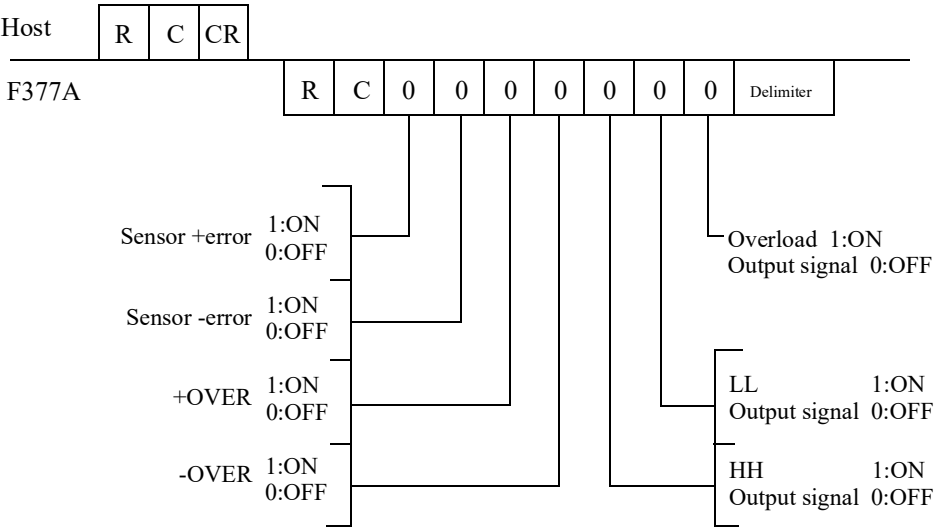 Host R C CR
F377A R C 0 0 0 0 0 0 0 Delimiter
Sensor +error 1:ON
0:OFF
Sensor -error 1:ON
0:OFF
+OVER 1:ON
0:OFF
-OVER 1:ON
0:OFF
Overload 1:ON
Output signal 0:OFF
LL 1:ON
Output signal 0:OFF
HH 1:ON
Output signal 0:OFF